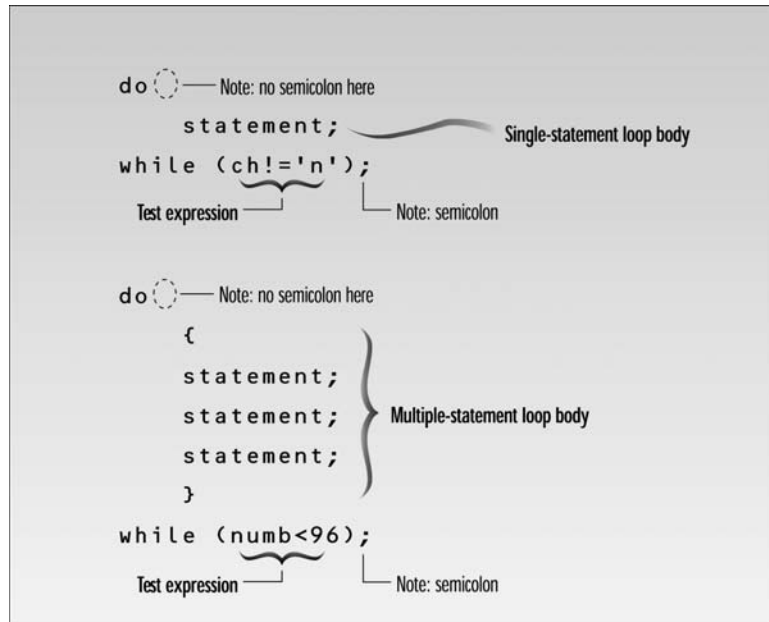 do Note: no semicolon here
statement; Single-statement loop body
while (ch!='n');
Test expression Note: semicolon
do Note: no semicolon here
{
statement;
statement; Multiple-statement loop body
statement;
}
while (numb<96);
Test expression Note: semicolon